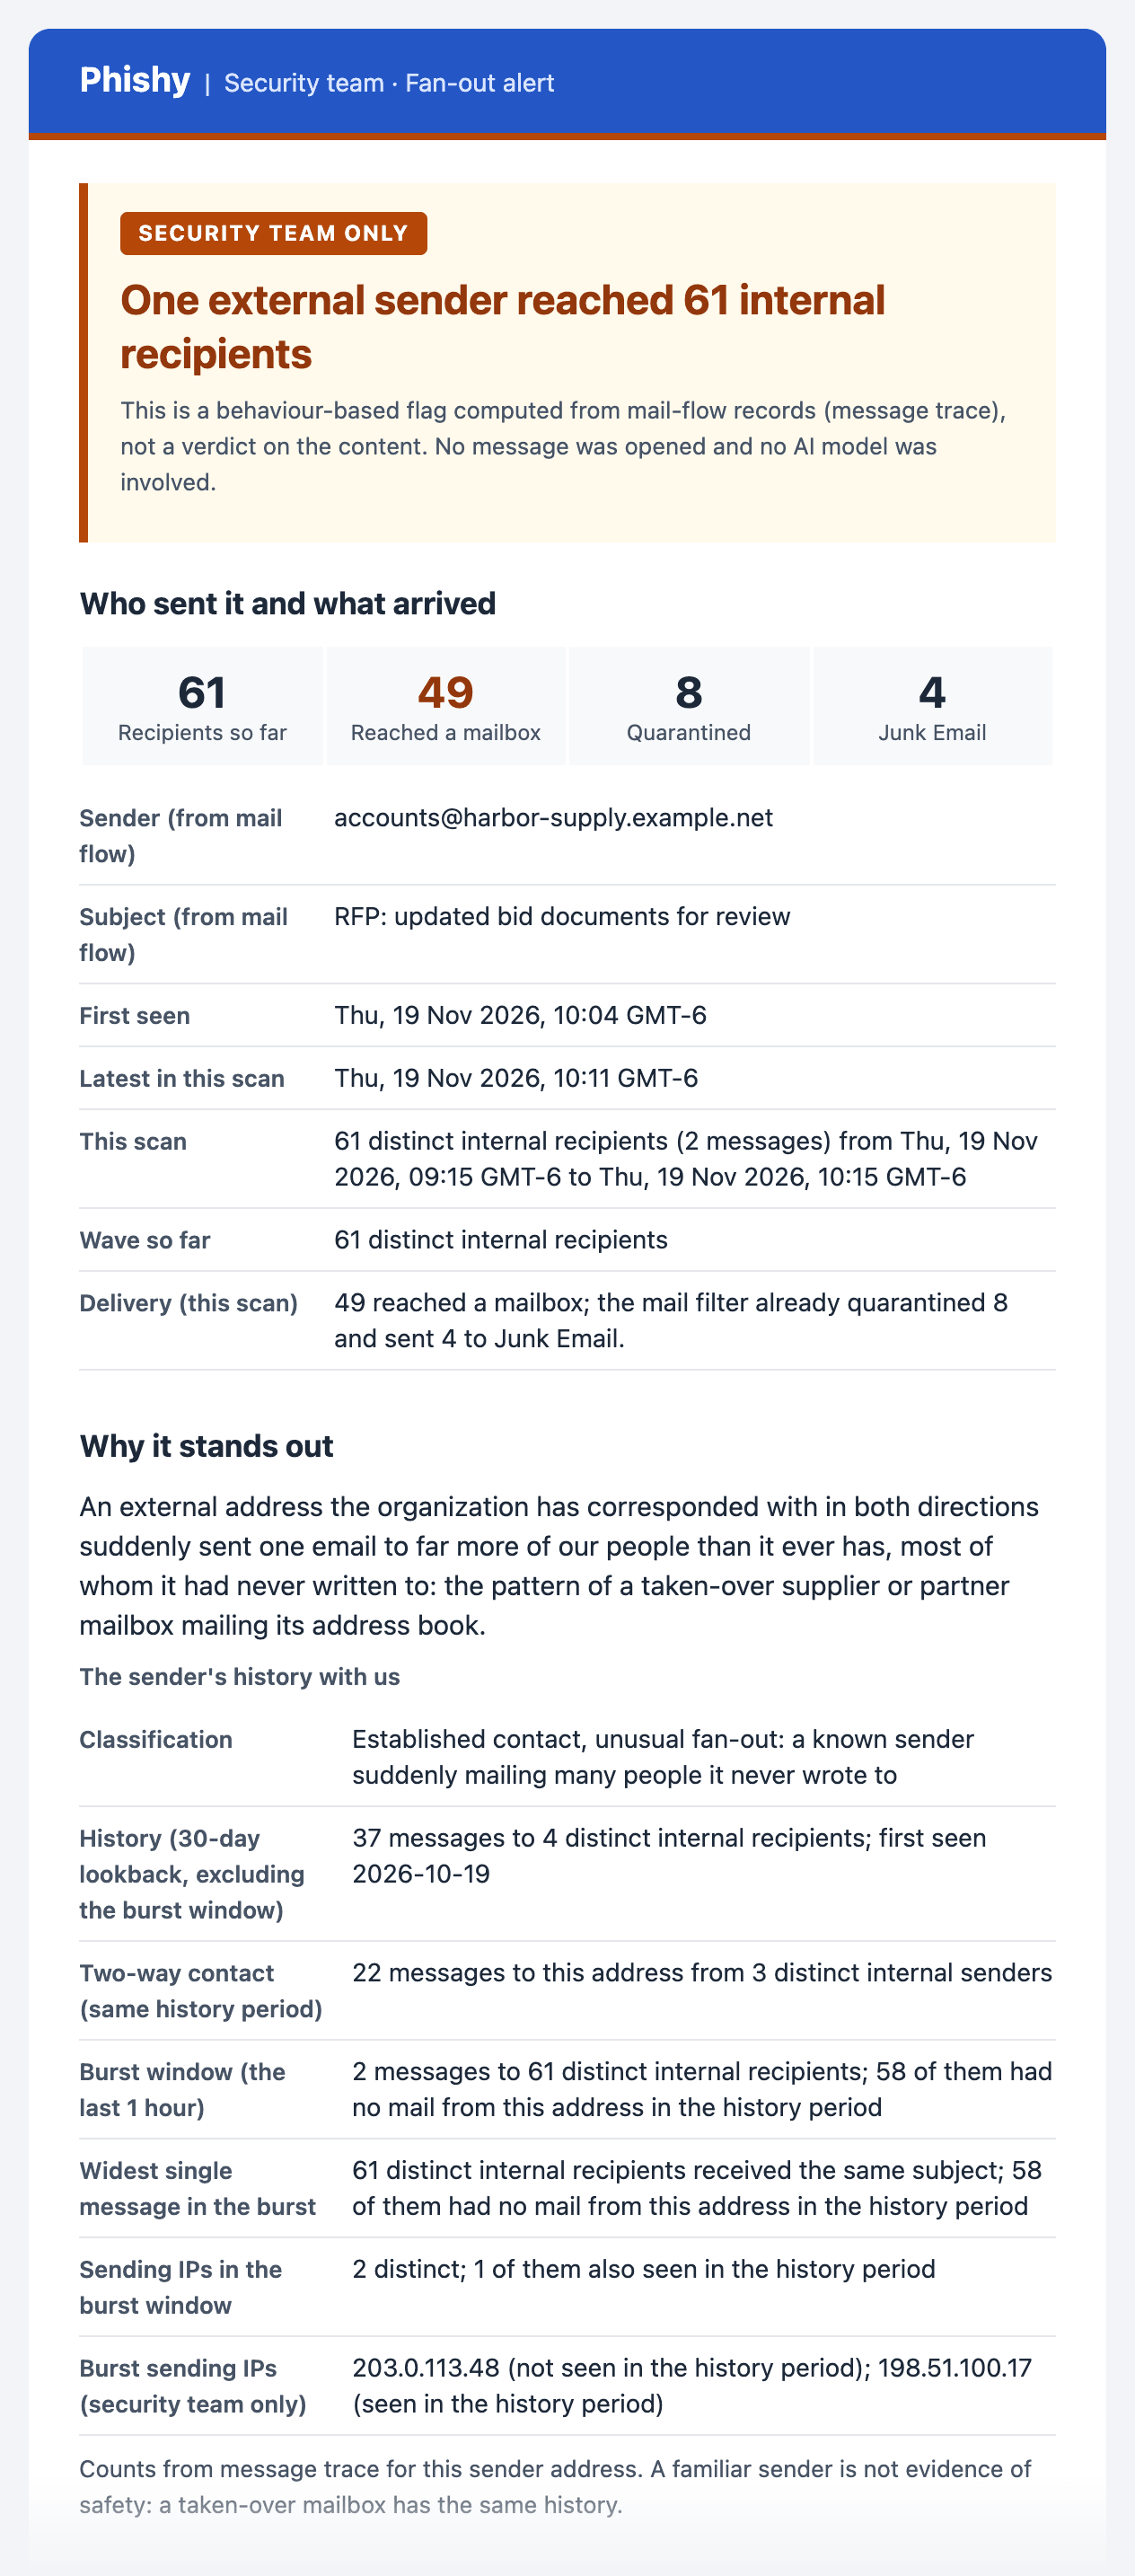 Phishy | Security team · Fan-out alert
SECURITY TEAM ONLY
One external sender reached 61 internal
recipients
This is a behaviour-based flag computed from mail-flow records (message trace),
not a verdict on the content. No message was opened and no AI model was
involved.
Who sent it and what arrived
61
Recipients so far
49
Reached a mailbox
8
Quarantined
4
Junk Email
Sender (from mail
flow)
accounts@harbor-supply.example.net
Subject (from mail
flow)
RFP: updated bid documents for review
First seen
Thu, 19 Nov 2026, 10:04 GMT-6
Latest in this scan
Thu, 19 Nov 2026, 10:11 GMT-6
This scan
61 distinct internal recipients (2 messages) from Thu, 19 Nov
2026, 09:15 GMT-6 to Thu, 19 Nov 2026, 10:15 GMT-6
Wave so far
61 distinct internal recipients
Delivery (this scan)
49 reached a mailbox; the mail filter already quarantined 8
and sent 4 to Junk Email.
Why it stands out
An external address the organization has corresponded with in both directions
suddenly sent one email to far more of our people than it ever has, most of
whom it had never written to: the pattern of a taken-over supplier or partner
mailbox mailing its address book.
The sender's history with us
Classification
Established contact, unusual fan-out: a known sender
suddenly mailing many people it never wrote to
History (30-day
lookback, excluding
the burst window)
37 messages to 4 distinct internal recipients; first seen
2026-10-19
Two-way contact
(same history period)
22 messages to this address from 3 distinct internal senders
Burst window (the
last 1 hour)
2 messages to 61 distinct internal recipients; 58 of them had
no mail from this address in the history period
Widest single
message in the burst
61 distinct internal recipients received the same subject; 58
of them had no mail from this address in the history period
Sending IPs in the
burst window
2 distinct; 1 of them also seen in the history period
Burst sending IPs
(security team only)
203.0.113.48 (not seen in the history period); 198.51.100.17
(seen in the history period)
Counts from message trace for this sender address. A familiar sender is not evidence of
safety: a taken-over mailbox has the same history.